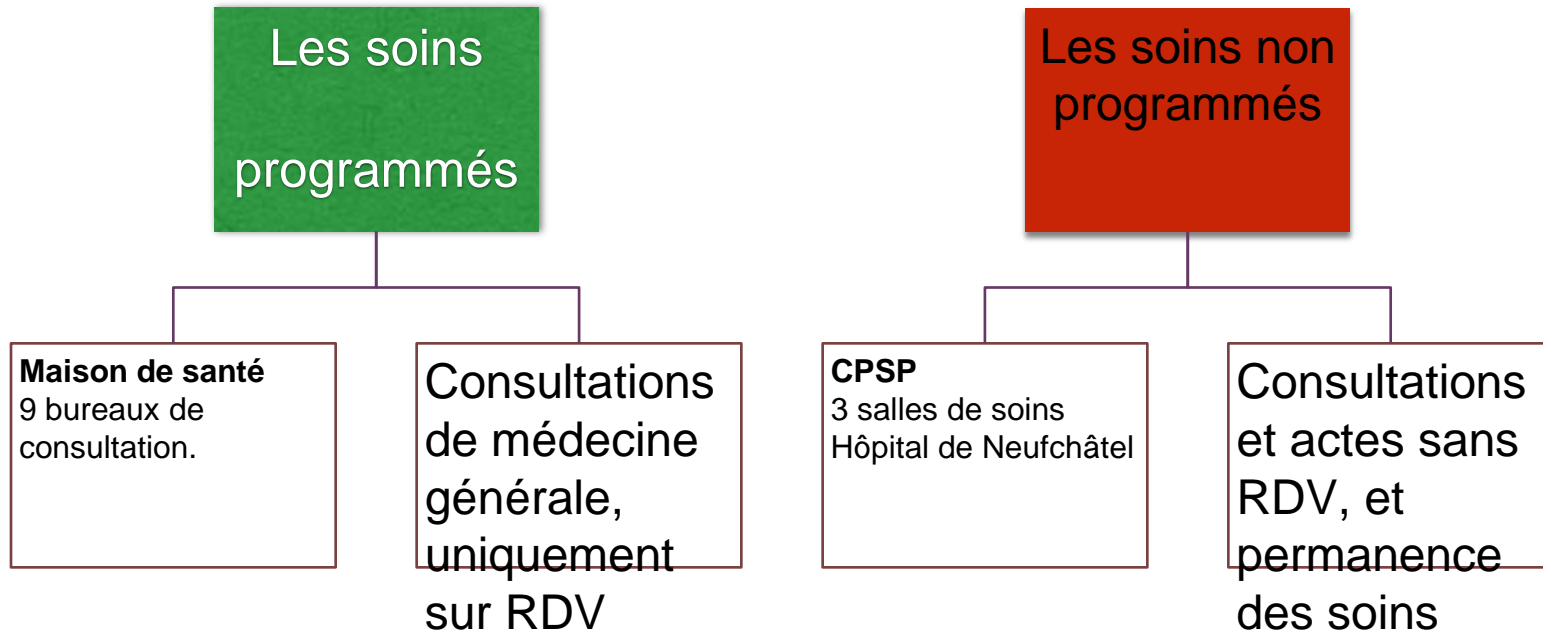 Les soins
programmés
Les soins non
programmés
Maison de santé
9 bureaux de
consultation.
Consultations
de médecine
générale,
uniquement
sur RDV
CPSP
3 salles de soins
Hôpital de Neufchâtel
Consultations
et actes sans
RDV, et
permanence
des soins